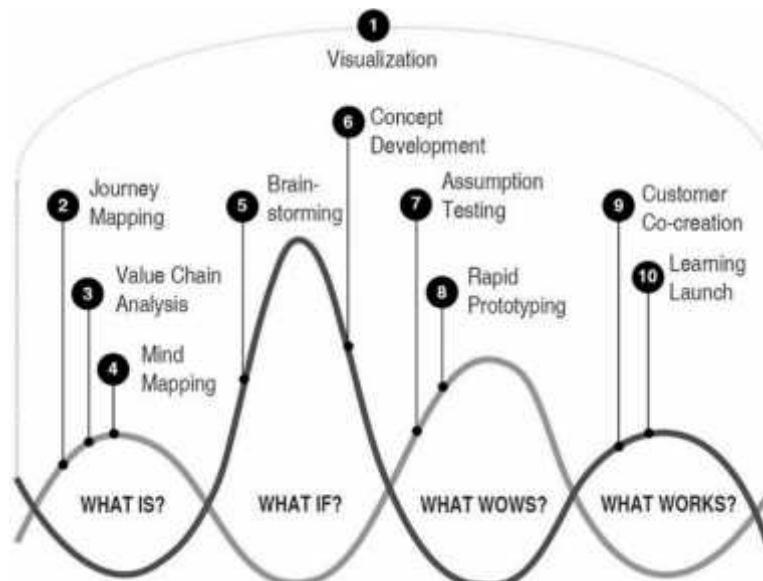 1
Visualization
6
Concept
Development
2
Journey
Mapping
5
Brain-
storming
7
Assumption
Testing
9
Customer
Co-creation
3
Value Chain
Analysis
8
Rapid
Prototyping
10
Learning
Launch
4
Mind
Mapping
WHAT IS?
WHAT IF?
WHAT WOWS?
WHAT WORKS?